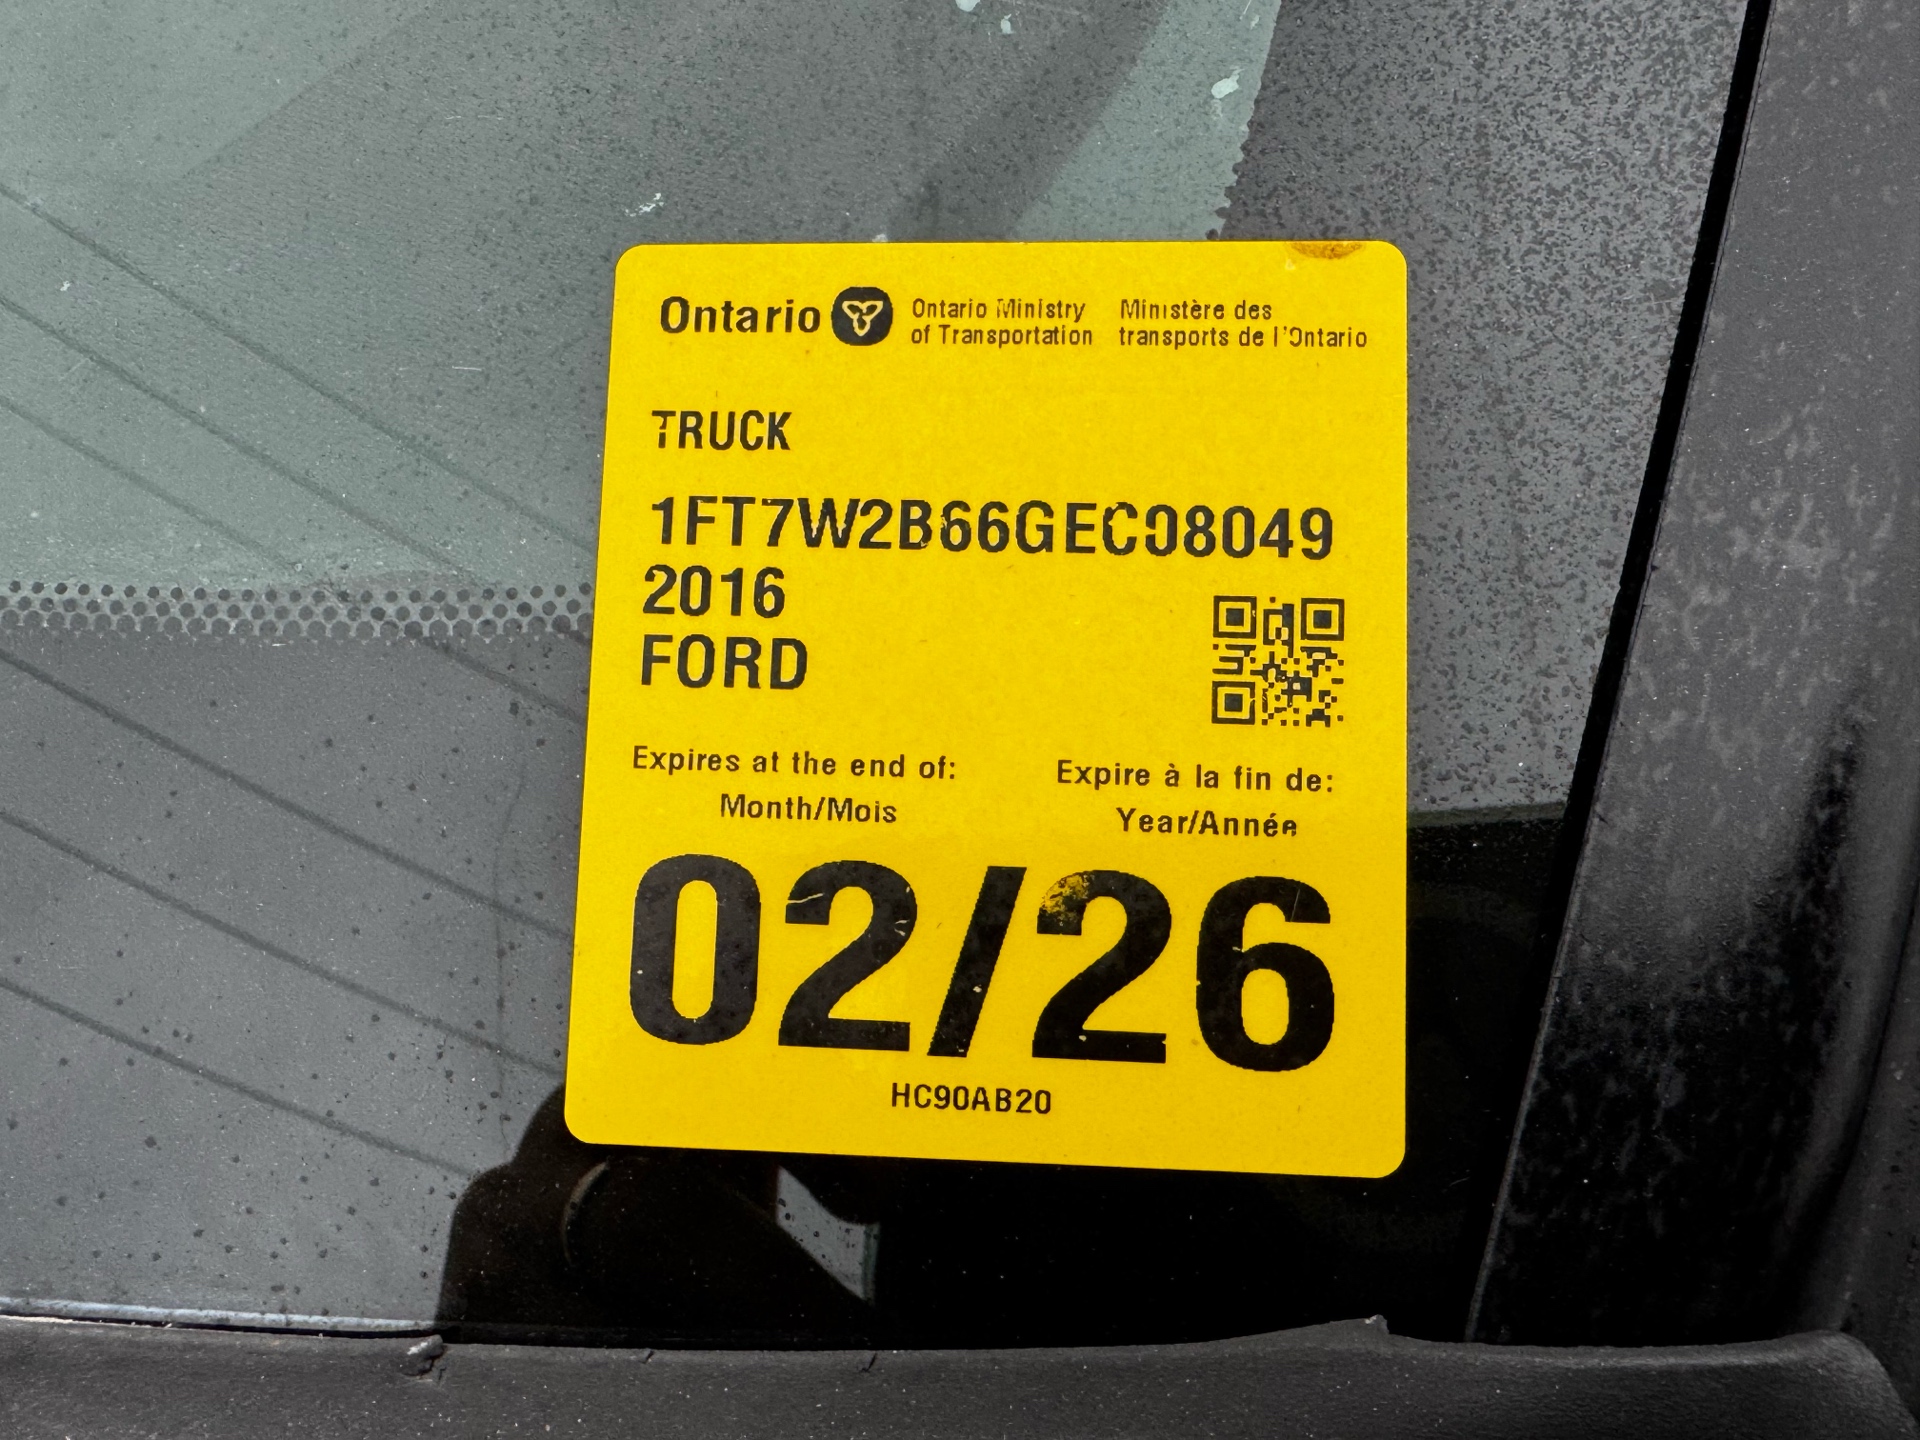 Ontario
Ontario Ministry
of Transportation
Ministère des
transports de l'Ontario
TRUCK
1FT7W2B66GEC08049
2016
FORD
Expires at the end of:
Month/Mois
Expire à la fin de:
Year/Année
02/26
HC90AB20